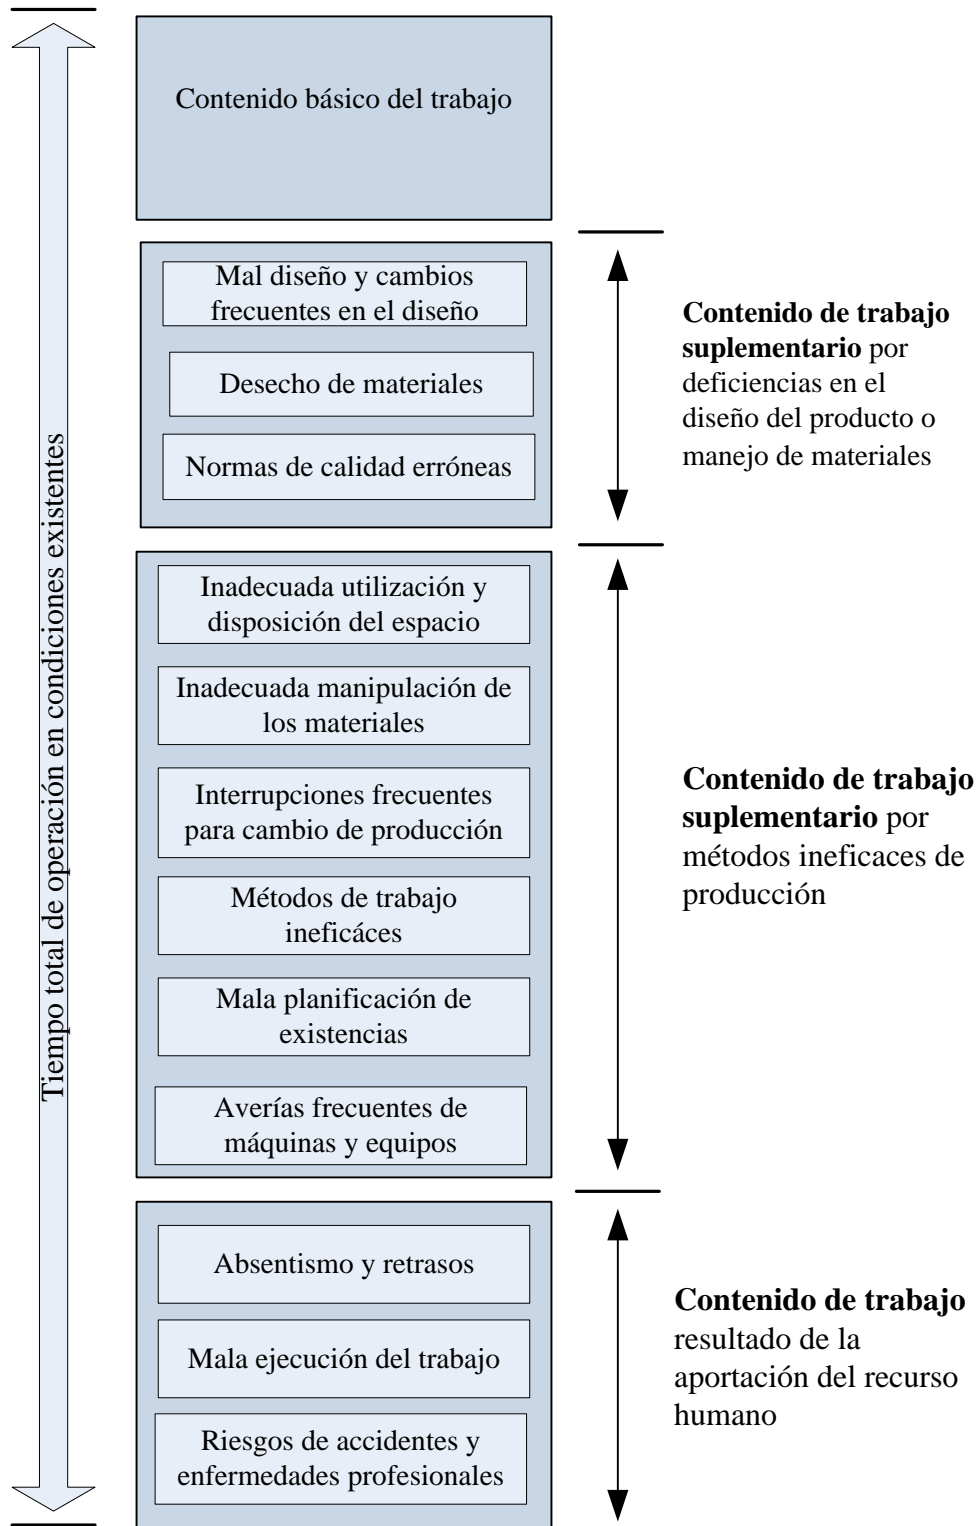 Tiempo total de operación en condiciones existentes
Contenido básico del trabajo
Mal diseño y cambios
frecuentes en el diseño
Desecho de materiales
Normas de calidad erróneas
Contenido de trabajo
suplementario por
deficiencias en el
diseño del producto o
manejo de materiales
Inadecuada utilización y
disposición del espacio
Inadecuada manipulación de
los materiales
Interrupciones frecuentes
para cambio de producción
Métodos de trabajo
ineficáces
Mala planificación de
existencias
Averías frecuentes de
máquinas y equipos
Contenido de trabajo
suplementario por
métodos ineficaces de
producción
Absentismo y retrasos
Mala ejecución del trabajo
Riesgos de accidentes y
enfermedades profesionales
Contenido de trabajo
resultado de la
aportación del recurso
humano